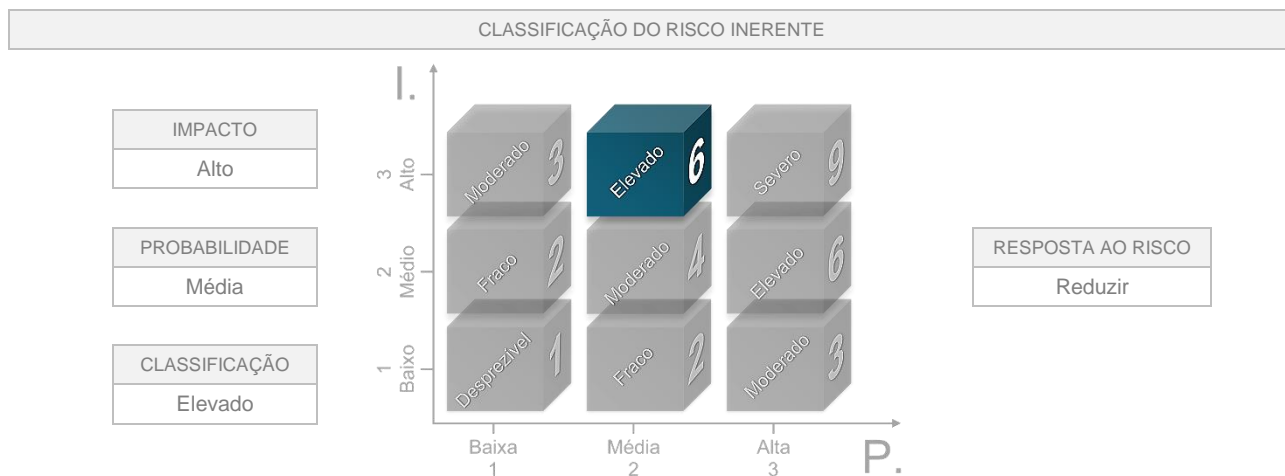 CLASSIFICAÇÃO DO RISCO INERENTE
IMPACTO
Alto
PROBABILIDADE
Média
CLASSIFICAÇÃO
Elevado
I.
3
Alto
Moderado 3
Elevado 6
Severo 9
2
Médio
Fraco 2
Moderado 4
Elevado 6
1
Baixo
Desprezível 1
Fraco 2
Moderado 3
Baixa
1
Média
2
Alta
3
P.
RESPOSTA AO RISCO
Reduzir